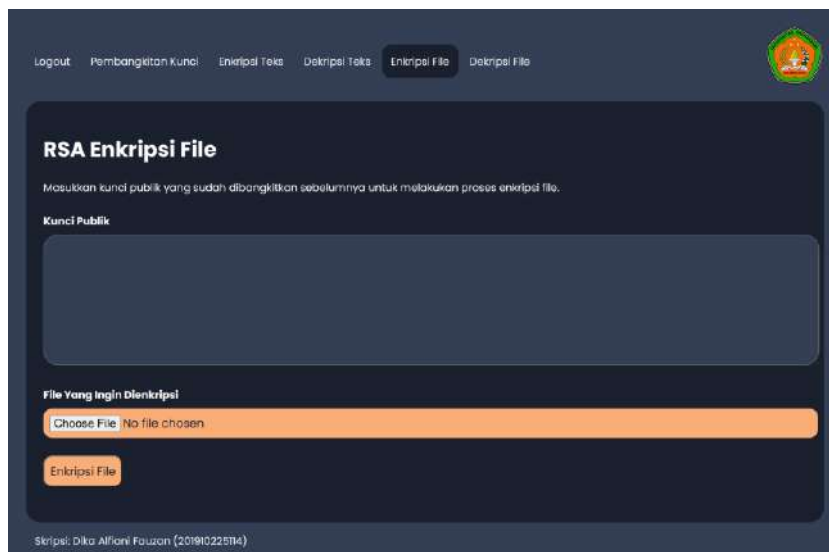 Logout Pembangkitan Kunci Enkripsi Teks Dekripsi Teks Enkripsi File Dekripsi File
RSA Enkripsi File
Masukkan kunci publik yang sudah dibangkitkan sebelumnya untuk melakukan proses enkripsi file.
Kunci Publik
File Yang Ingin Dienkripsi
Choose File No file chosen
Enkripsi File
Skripsi: Dika Alfiani Fauzan (201910225114)